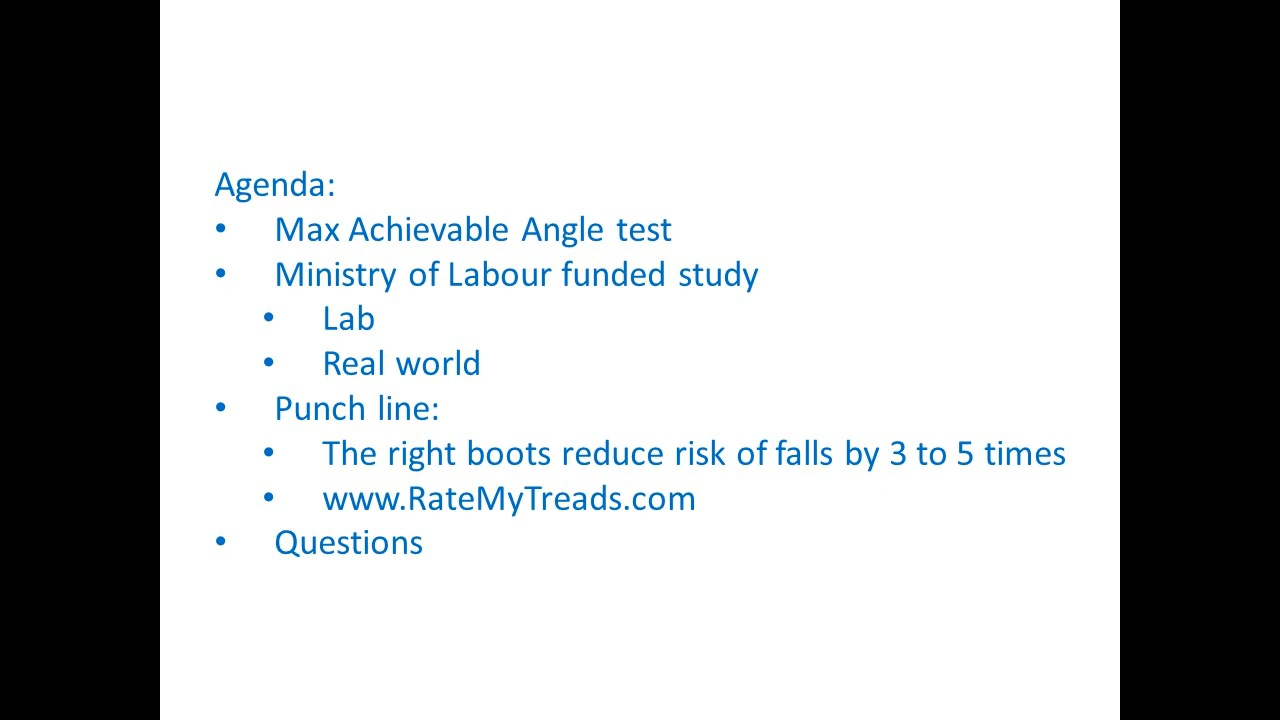 Agenda:
• Max Achievable Angle test
• Ministry of Labour funded study
• Lab
• Real world
• Punch line:
• The right boots reduce risk of falls by 3 to 5 times
• www.RateMyTreads.com
• Questions